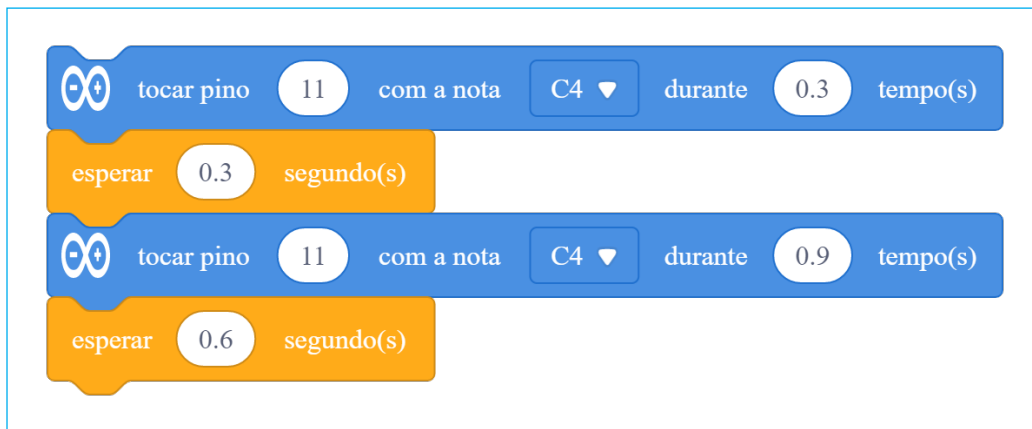 tocar pino 11 com a nota C4 durante 0.3 tempo(s)
esperar 0.3 segundo(s)
tocar pino 11 com a nota C4 durante 0.9 tempo(s)
esperar 0.6 segundo(s)